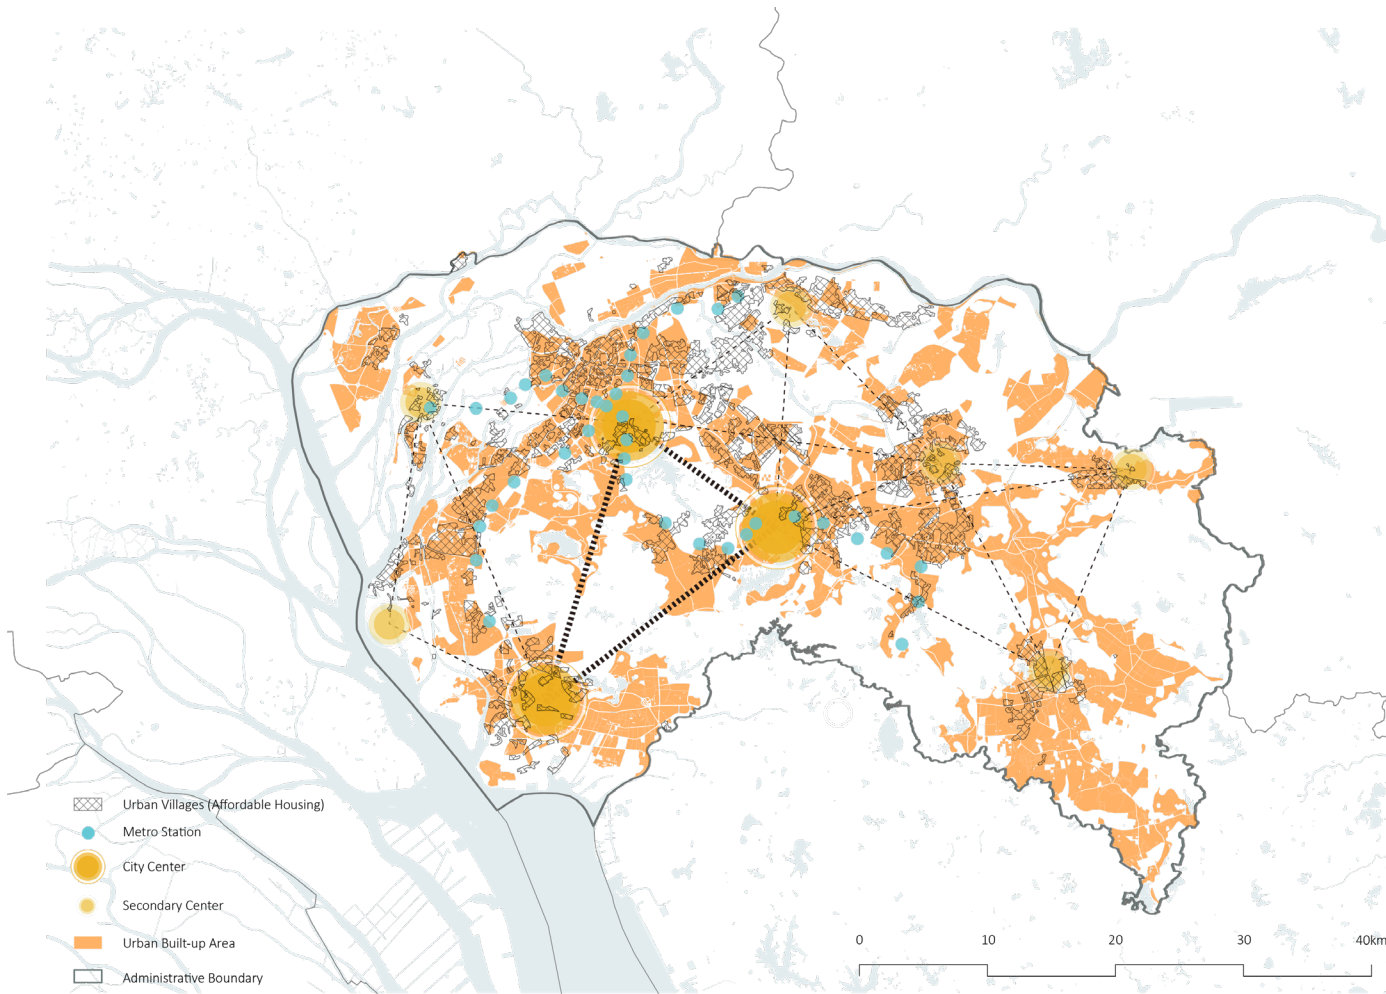 Urban Villages (Affordable Housing)
Metro Station
City Center
Secondary Center
Urban Built-up Area
Administrative Boundary
0 10 20 30 40km